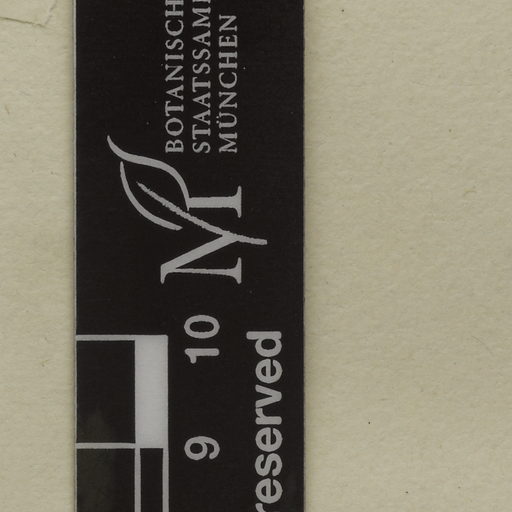 BOTANISCH
STAATSSAM
MÜNCHEN
M
9 10
reserved